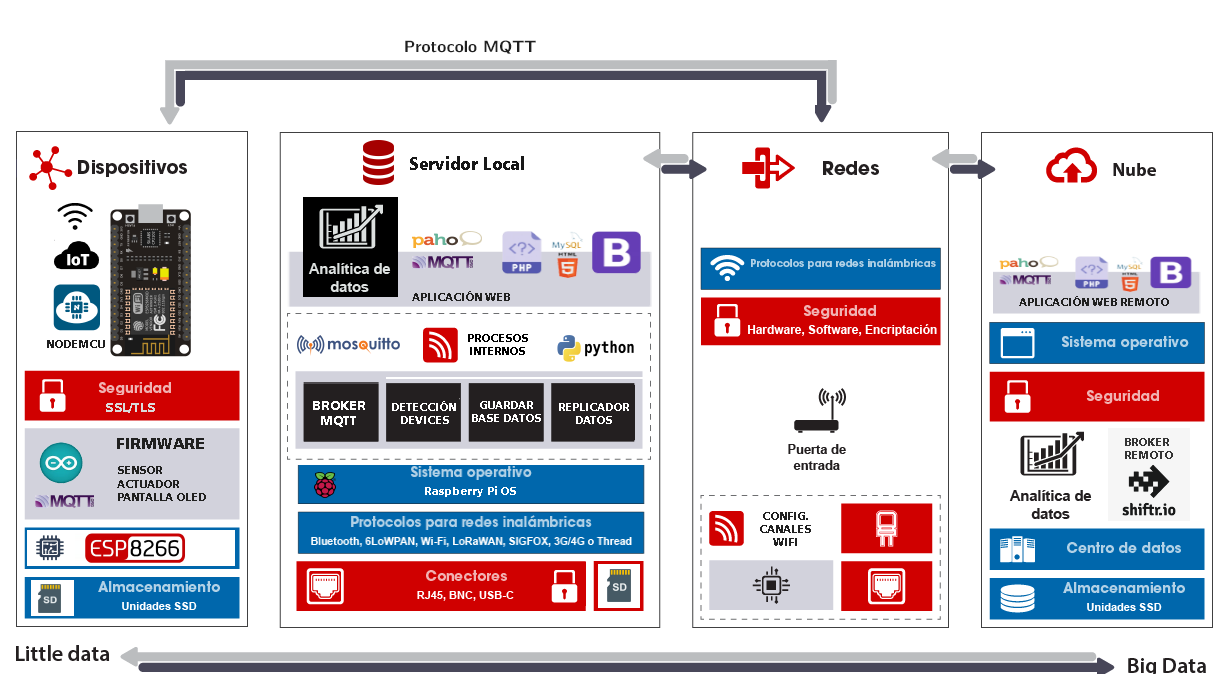 Protocolo MQTT
Dispositivos
IoT
NODEMCU
Seguridad
SSL/TLS
FIRMWARE
SENSOR
ACTUADOR
PANTALLA OLED
MQTT
ESP8266
SD
Almacenamiento
Unidades SSD
Servidor Local
Analítica de
datos
paho
MQTT
PHP
MySQL
HTML
5
B
APLICACIÓN WEB
mosquitto
PROCESOS
INTERNOS
python
BROKER
MQTT
DETECCIÓN
DEVICES
GUARDAR
BASE DATOS
REPLICADOR
DATOS
Sistema operativo
Raspberry Pi OS
Protocolos para redes inalámbricas
Bluetooth, 6LoWPAN, Wi-Fi, LoRaWAN, SIGFOX, 3G/4G o Thread
Conectores
RJ45, BNC, USB-C
SD
Redes
Protocolos para redes inalámbricas
Seguridad
Hardware, Software, Encriptación
Puerta de
entrada
CONFIG.
CANALES
WIFI
Nube
paho
MQTT
PHP
MySQL
HTML
5
B
APLICACIÓN WEB REMOTO
Sistema operativo
Seguridad
Analítica de
datos
BROKER
REMOTO
shiftr.io
Centro de datos
Almacenamiento
Unidades SSD
Little data
Big Data